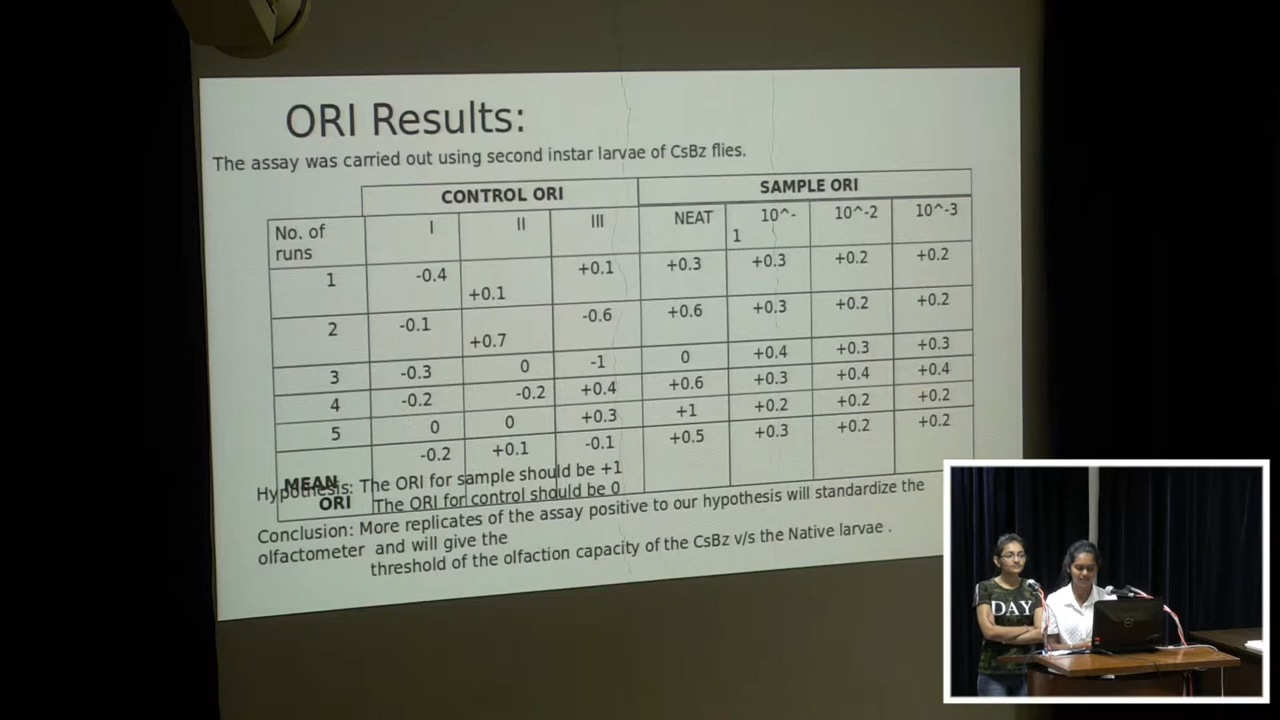 ORI Results:
The assay was carried out using second instar larvae of CsBz flies.
CONTROL ORI SAMPLE ORI
No. of runs I II III NEAT 10^-1 10^-2 10^-3
1 -0.4 +0.1 +0.1 +0.3 +0.3 +0.2 +0.2
2 -0.1 +0.7 -0.6 +0.6 +0.3 +0.2 +0.2
3 -0.3 0 -1 0 +0.4 +0.3 +0.3
4 -0.2 -0.2 +0.4 +0.6 +0.3 +0.4 +0.4
5 0 0 +0.3 +1 +0.2 +0.2 +0.2
MEAN ORI -0.2 +0.1 -0.1 +0.5 +0.3 +0.2 +0.2
Hypothesis: The ORI for sample should be +1
The ORI for control should be 0
Conclusion: More replicates of the assay positive to our hypothesis will standardize the
olfactometer and will give the
threshold of the olfaction capacity of the CsBz v/s the Native larvae .
DAY